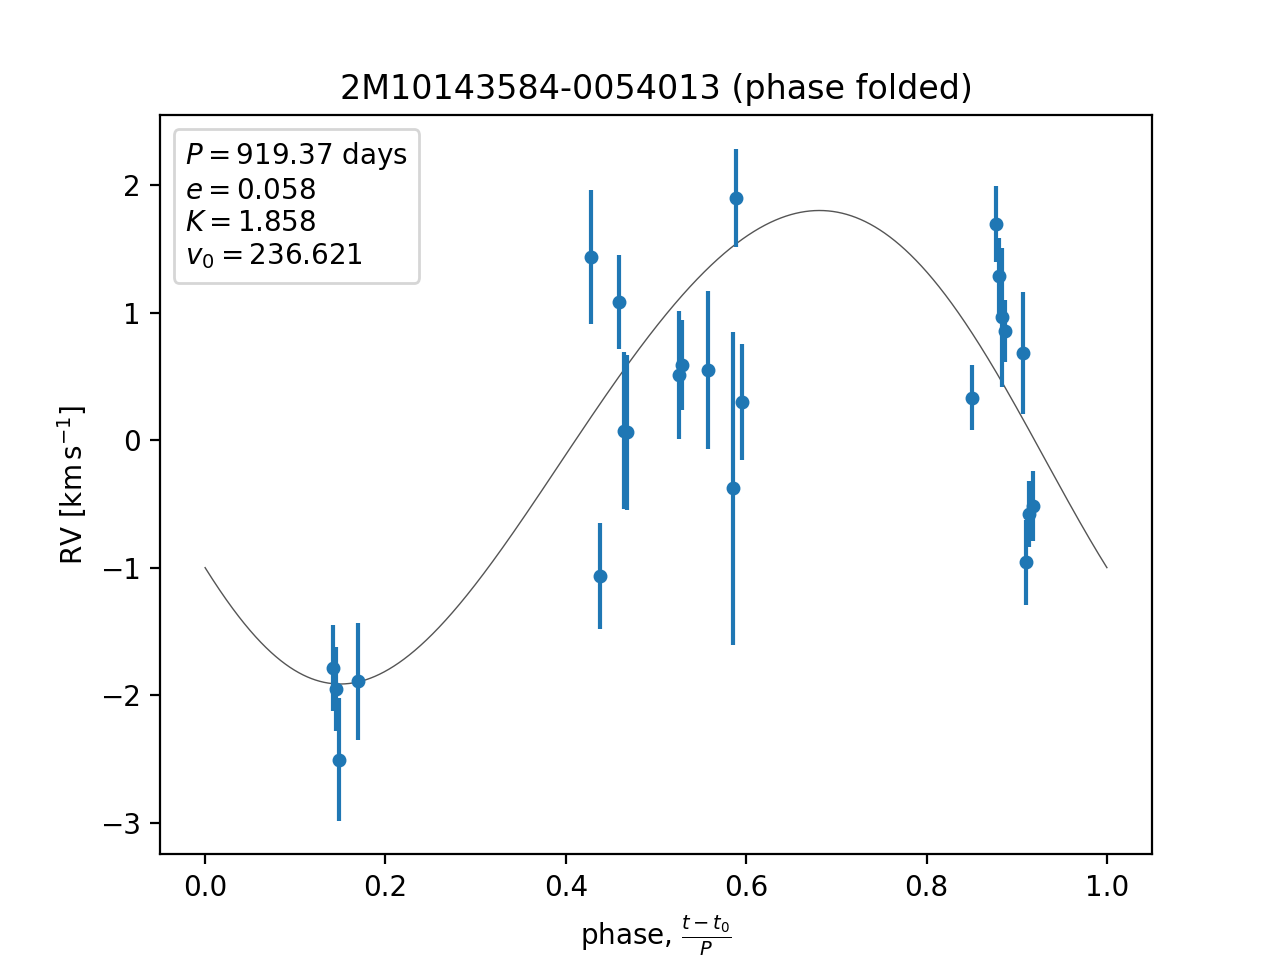 2M10143584-0054013 (phase folded)
P = 919.37 days
e = 0.058
K = 1.858
v₀ = 236.621
2
1
0
−1
−2
−3
RV [km s⁻¹]
0.0 0.2 0.4 0.6 0.8 1.0
phase, (t − t₀)/P